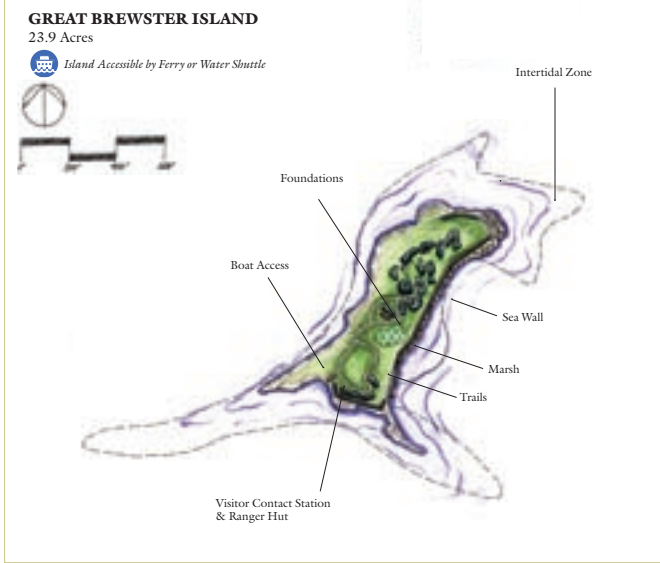 GREAT BREWSTER ISLAND
23.9 Acres
Island Accessible by Ferry or Water Shuttle
Intertidal Zone
Foundations
Boat Access
Sea Wall
Marsh
Trails
Visitor Contact Station
& Ranger Hut